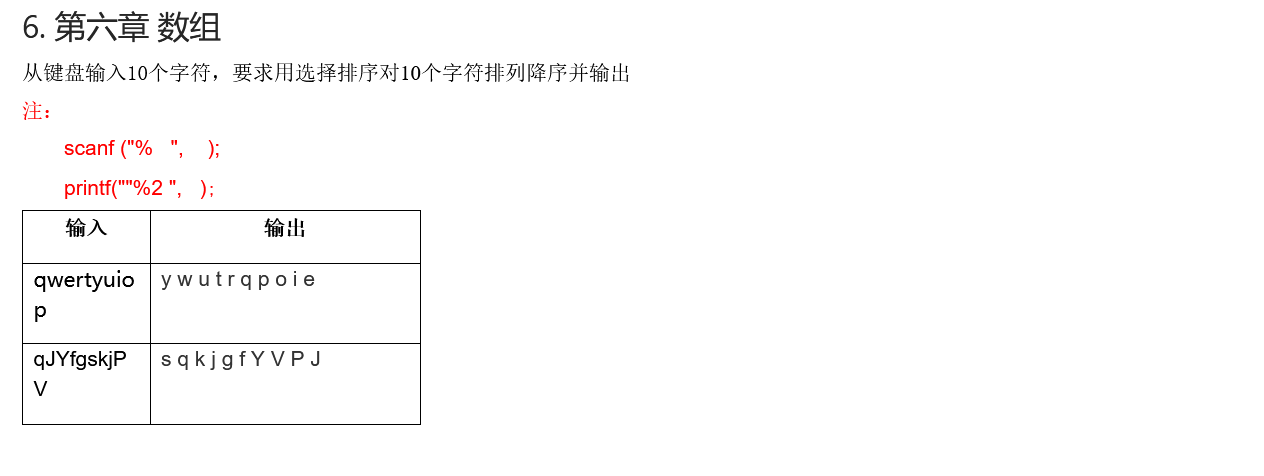 6. 第六章 数组
从键盘输入10个字符，要求用选择排序对10个字符排列降序并输出
注：
scanf ("%   ",    );
printf(""%2 ",   )；
输入 输出
qwertyuio y w u t r q p o i e
p
qJYfgskjP s q k j g f Y V P J
V